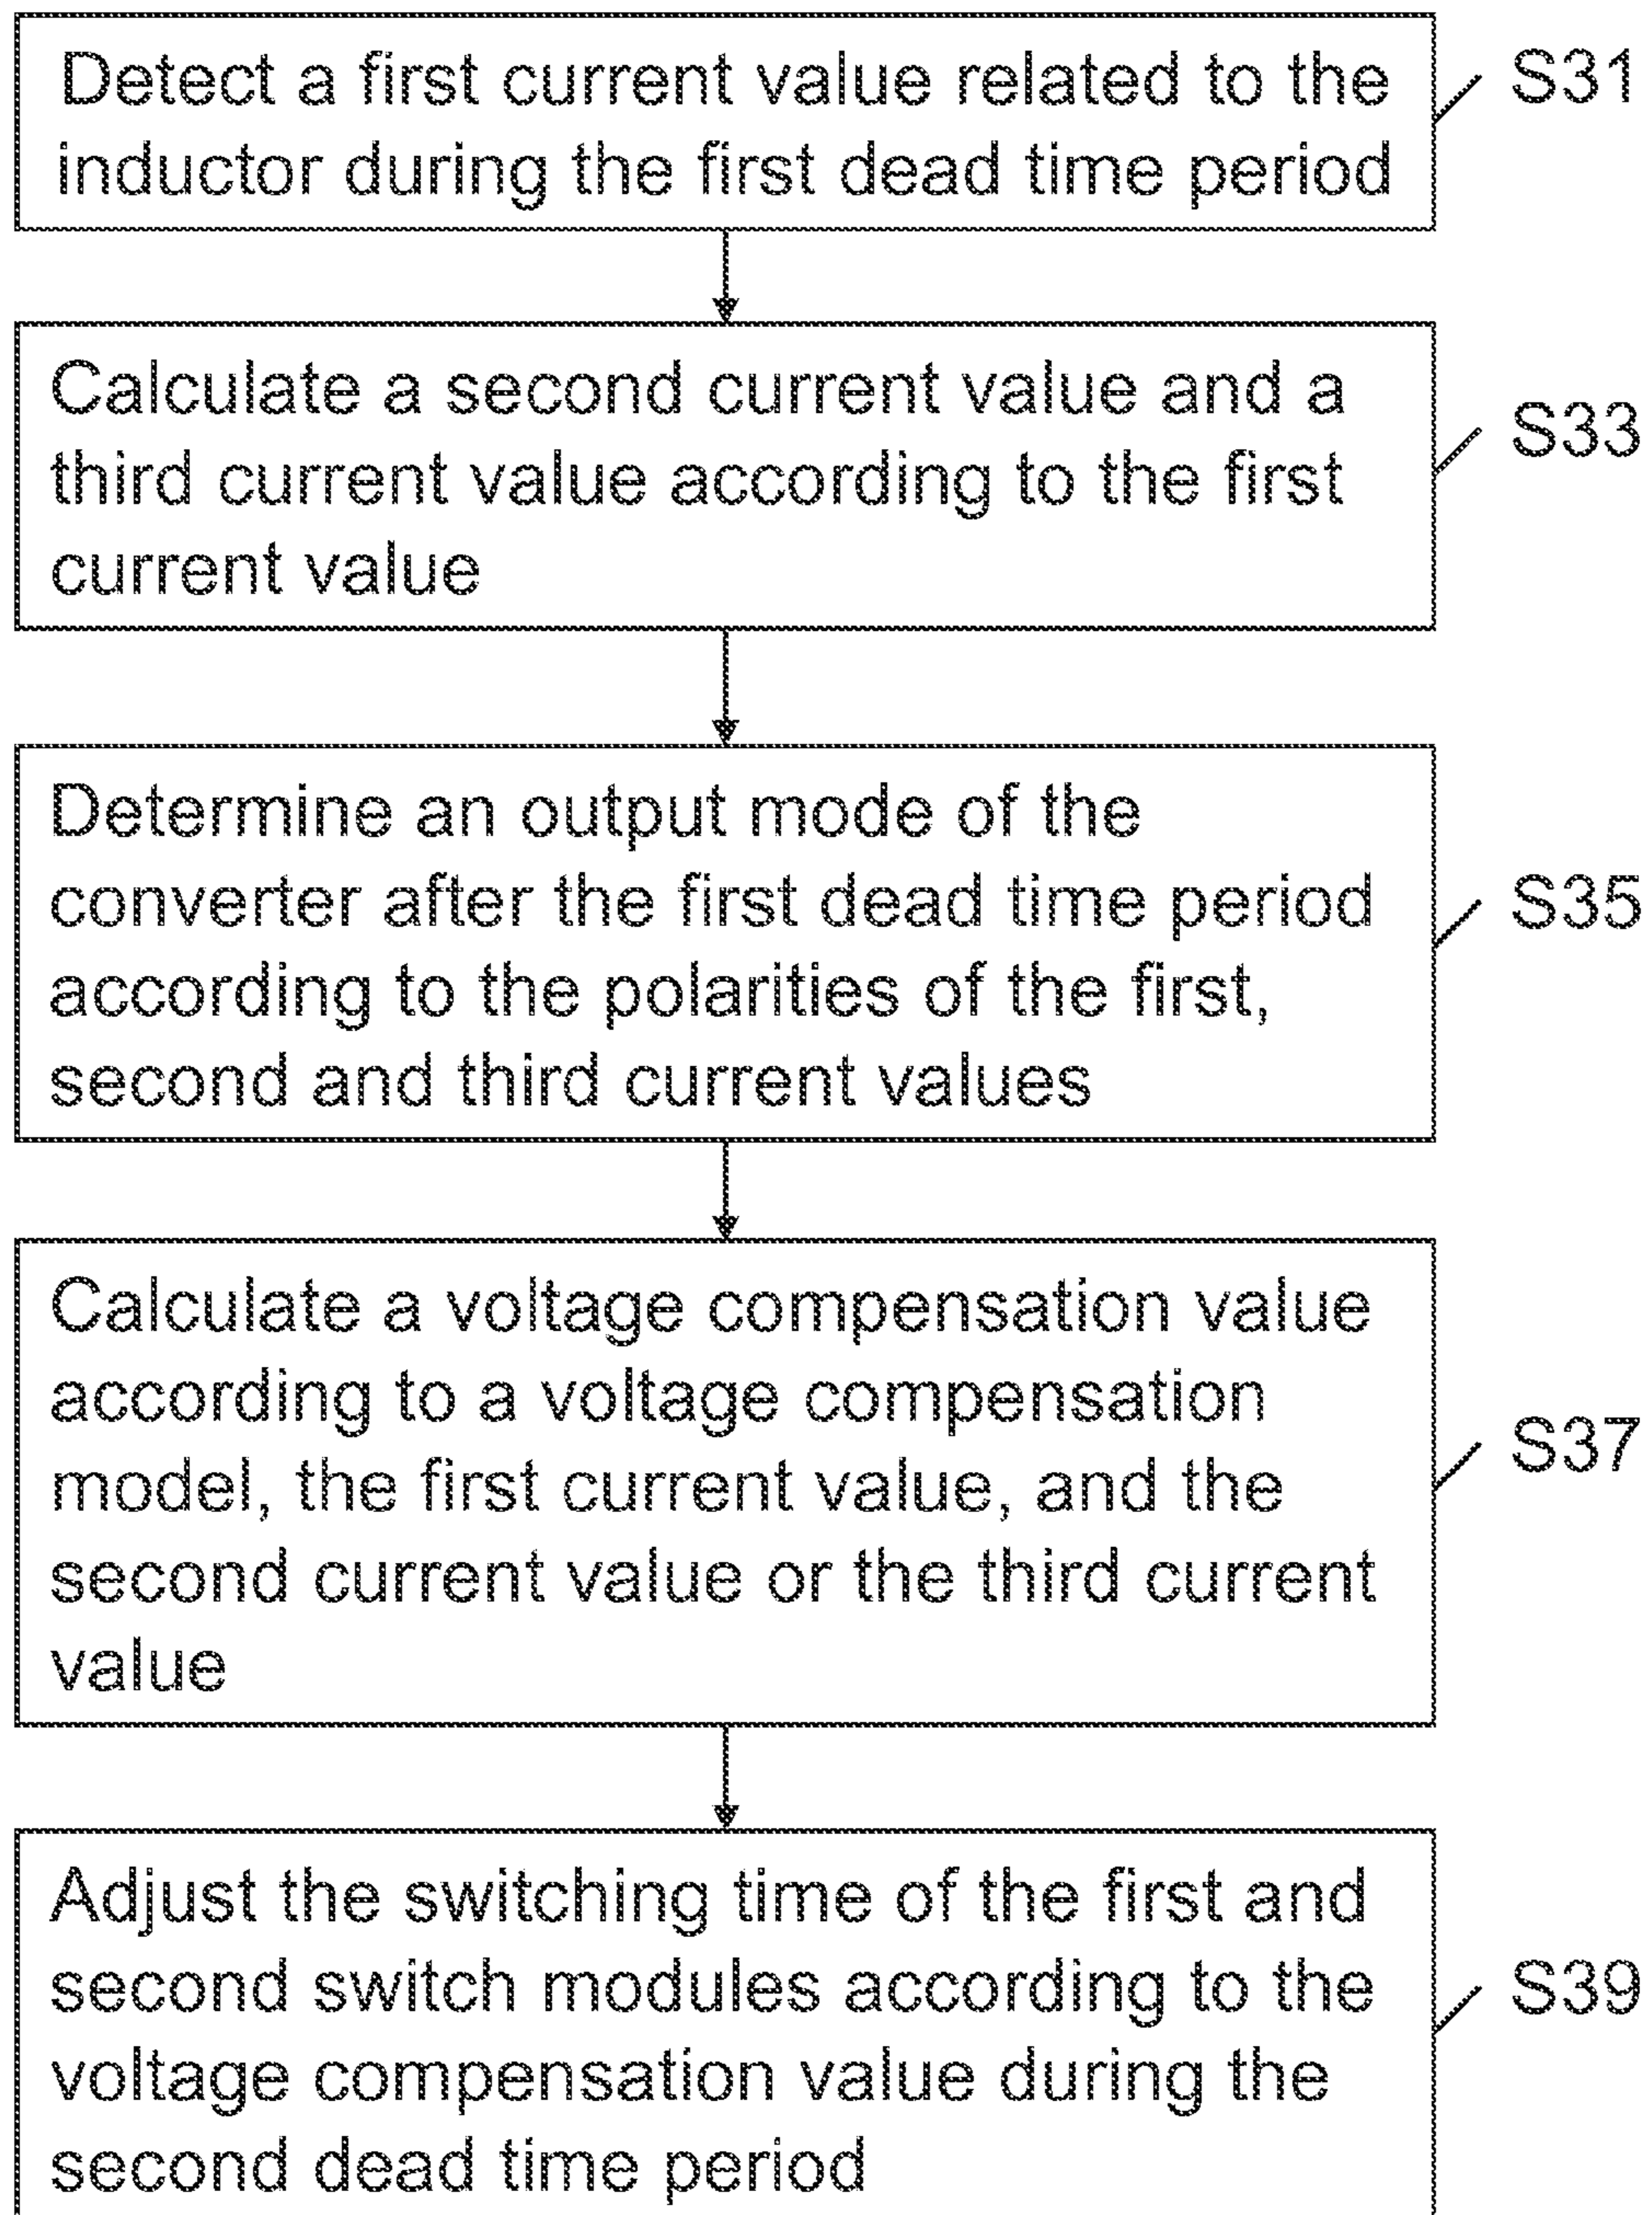 Detect a first current value related to the
inductor during the first dead time period
S31
Calculate a second current value and a
third current value according to the first
current value
S33
Determine an output mode of the
converter after the first dead time period
according to the polarities of the first,
second and third current values
S35
Calculate a voltage compensation value
according to a voltage compensation
model, the first current value, and the
second current value or the third current
value
S37
Adjust the switching time of the first and
second switch modules according to the
voltage compensation value during the
second dead time period
S39